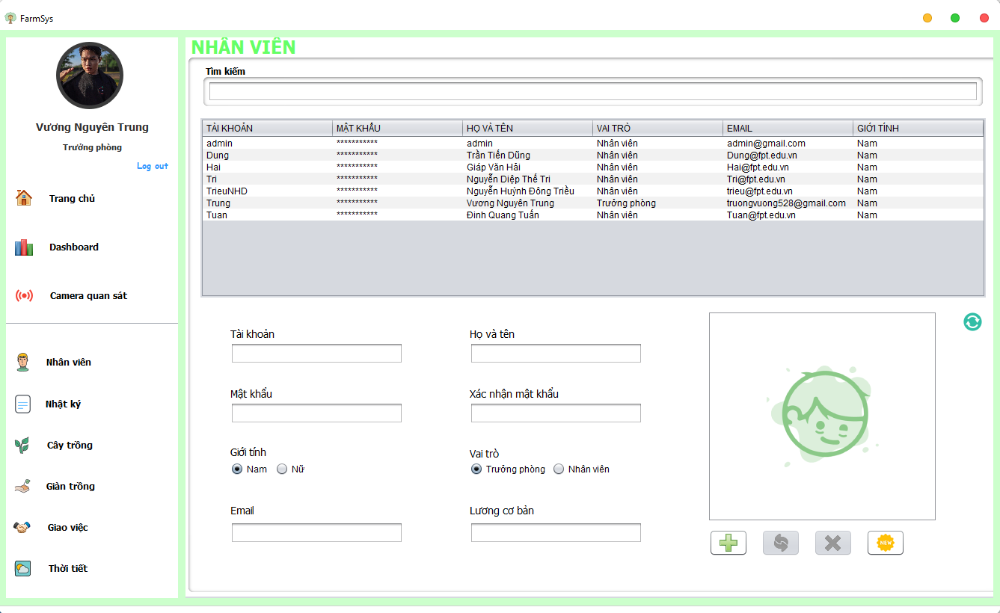 FarmSys
Vương Nguyên Trung
Trưởng phòng
Log out
Trang chủ
Dashboard
Camera quan sát
Nhân viên
Nhật ký
Cây trồng
Giàn trồng
Giao việc
Thời tiết
NHÂN VIÊN
Tìm kiếm
TÀI KHOẢN MẬT KHẨU HỌ VÀ TÊN VAI TRÒ EMAIL GIỚI TÍNH
admin *********** admin Nhân viên admin@gmail.com Nam
Dung *********** Trần Tiến Dũng Nhân viên Dung@fpt.edu.vn Nam
Hai *********** Giáp Văn Hải Nhân viên Hai@fpt.edu.vn Nam
Tri *********** Nguyễn Diệp Thế Tri Nhân viên Tri@fpt.edu.vn Nam
TrieuNHD *********** Nguyễn Huỳnh Đông Triều Nhân viên trieu@fpt.edu.vn Nam
Trung *********** Vương Nguyên Trung Trưởng phòng truongvuong528@gmail.com Nam
Tuan *********** Đinh Quang Tuấn Nhân viên Tuan@fpt.edu.vn Nam
Tài khoản Họ và tên
Mật khẩu Xác nhận mật khẩu
Giới tính Vai trò
Nam Nữ Trưởng phòng Nhân viên
Email Lương cơ bản
NEW